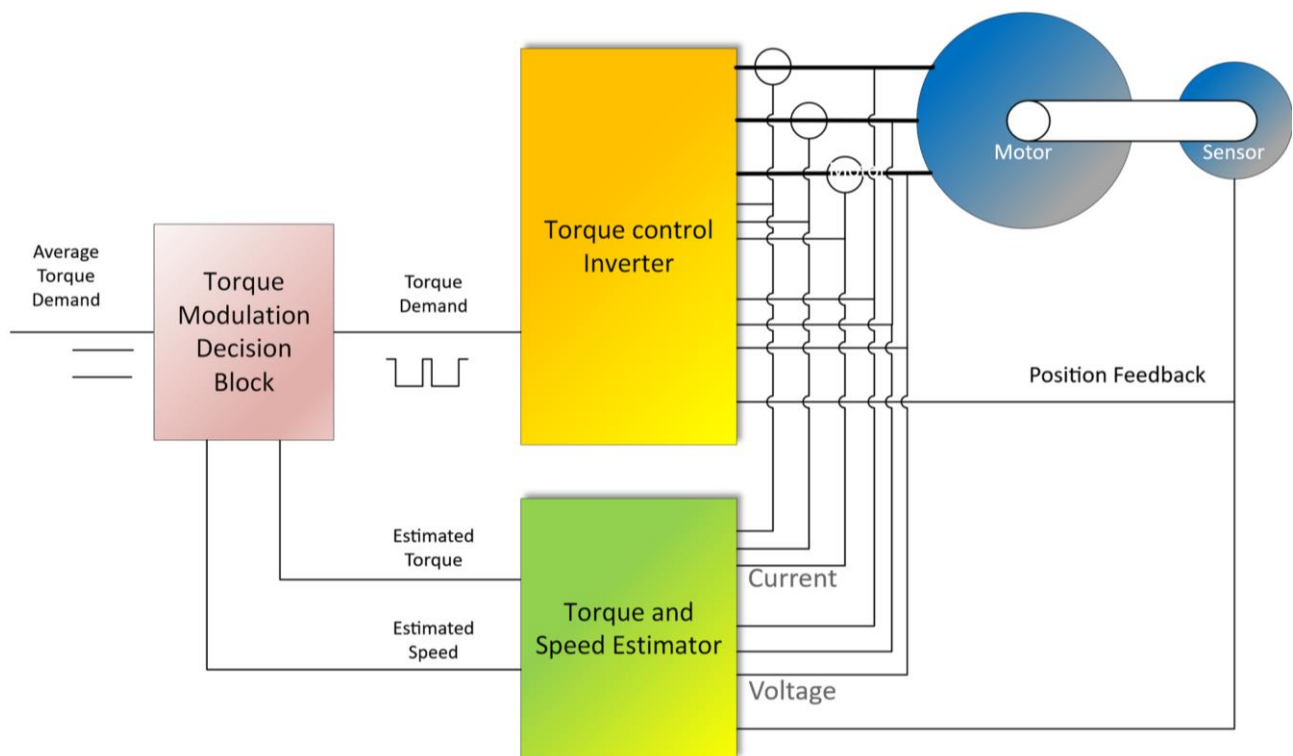 Average
Torque
Demand
Torque
Modulation
Decision
Block
Torque
Demand
Torque control
Inverter
Motor
Motor
Sensor
Position Feedback
Estimated
Torque
Estimated
Speed
Torque and
Speed Estimator
Current
Voltage